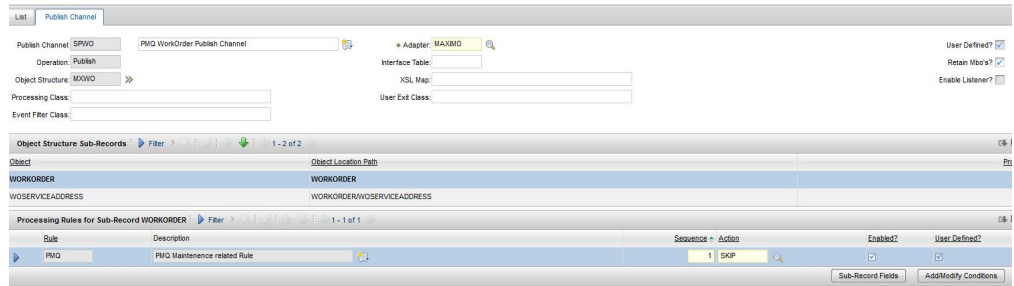 List Publish Channel
Publish Channel: SPWO PMQ WorkOrder Publish Channel * Adapter: MAXIMO User Defined?
Operation: Publish Interface Table: Retain Mbo's?
Object Structure: MXWO XSL Map: Enable Listener?
Processing Class: User Exit Class:
Event Filter Class:
Object Structure Sub-Records Filter 1 - 2 of 2
Object Object Location Path
WORKORDER WORKORDER
WOSERVICEADDRESS WORKORDER/WOSERVICEADDRESS
Processing Rules for Sub-Record WORKORDER Filter 1 - 1 of 1
Rule Description Sequence Action Enabled? User Defined?
PMQ PMQ Maintenence related Rule 1 SKIP
Sub-Record Fields Add/Modify Conditions